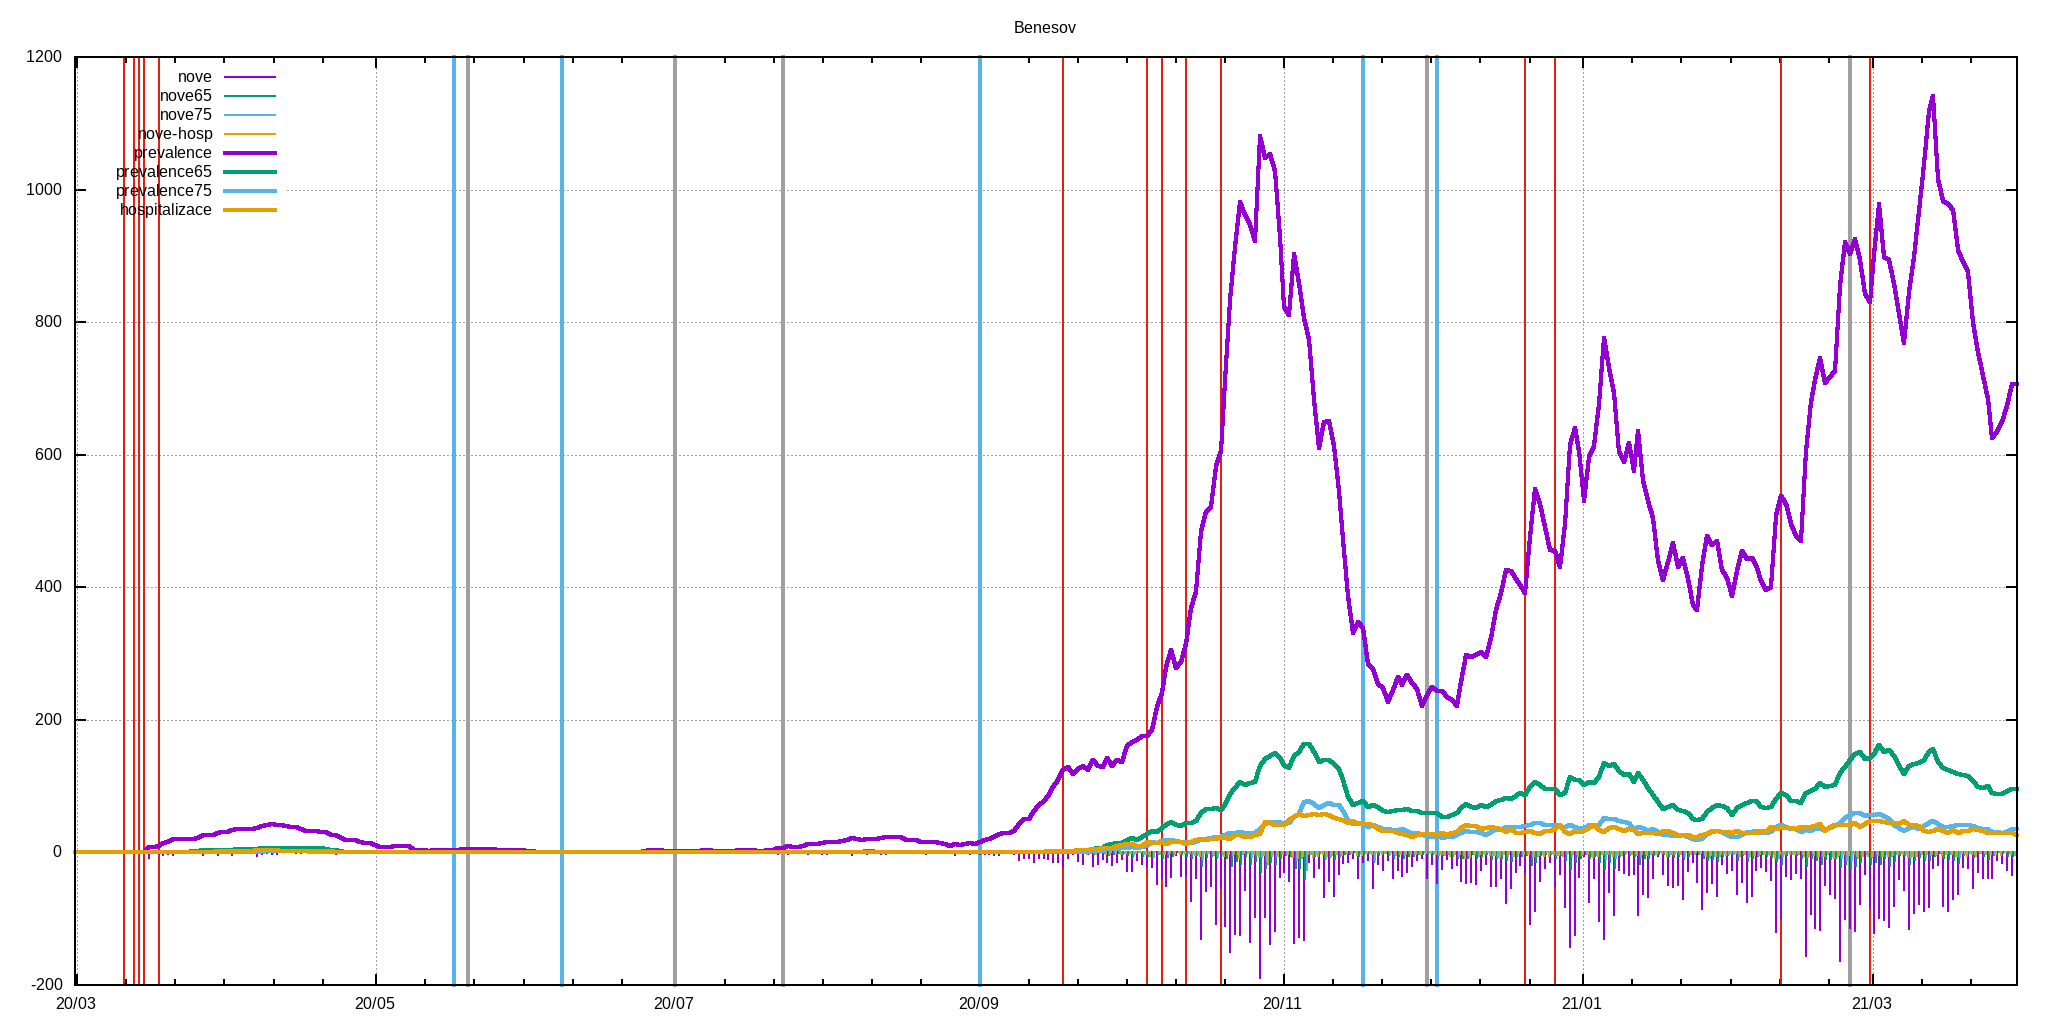 Benesov
1200
1000
800
600
400
200
0
-200
nove
nove65
nove75
nove-hosp
prevalence
prevalence65
prevalence75
hospitalizace
20/03 20/05 20/07 20/09 20/11 21/01 21/03